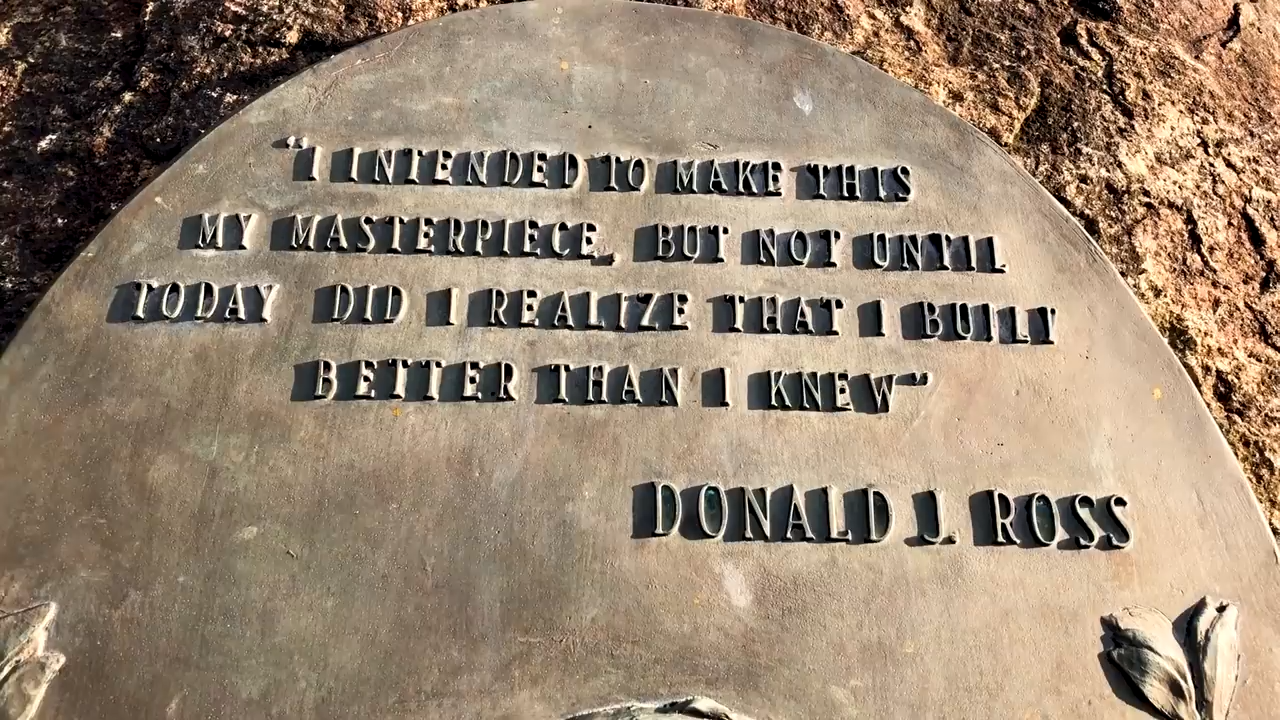 “I INTENDED TO MAKE THIS
MY MASTERPIECE, BUT NOT UNTIL
TODAY DID I REALIZE THAT I BUILT
BETTER THAN I KNEW”
DONALD J. ROSS